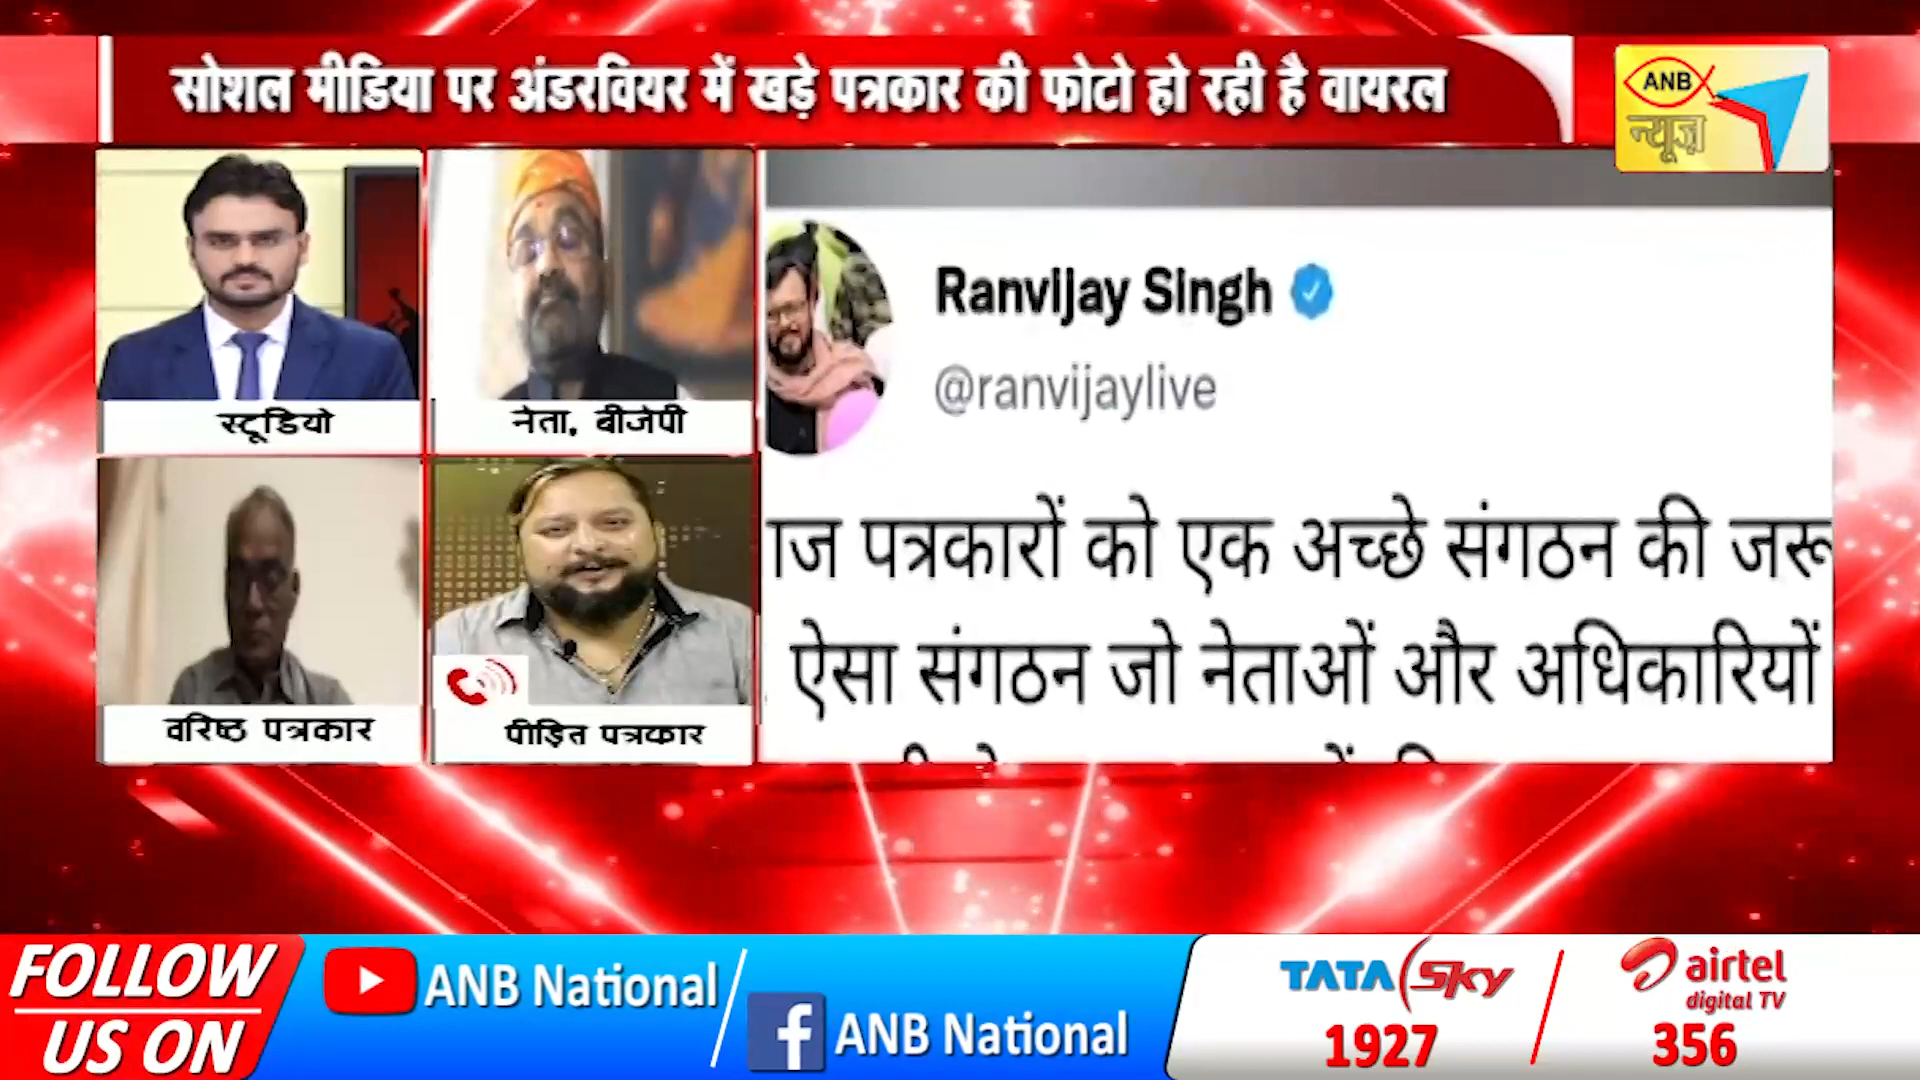 सोशल मीडिया पर अंडरवियर में खड़े पत्रकार की फोटो हो रही है वायरल
ANB
न्यूज़
स्टूडियो
नेता, बीजेपी
वरिष्ठ पत्रकार
पीड़ित पत्रकार
Ranvijay Singh
@ranvijaylive
पत्रकारों को एक अच्छे संगठन की
ऐसा संगठन जो नेताओं और अधिकारियों
FOLLOW
US ON
ANB National
ANB National
TATA Sky
1927
airtel
digital TV
356